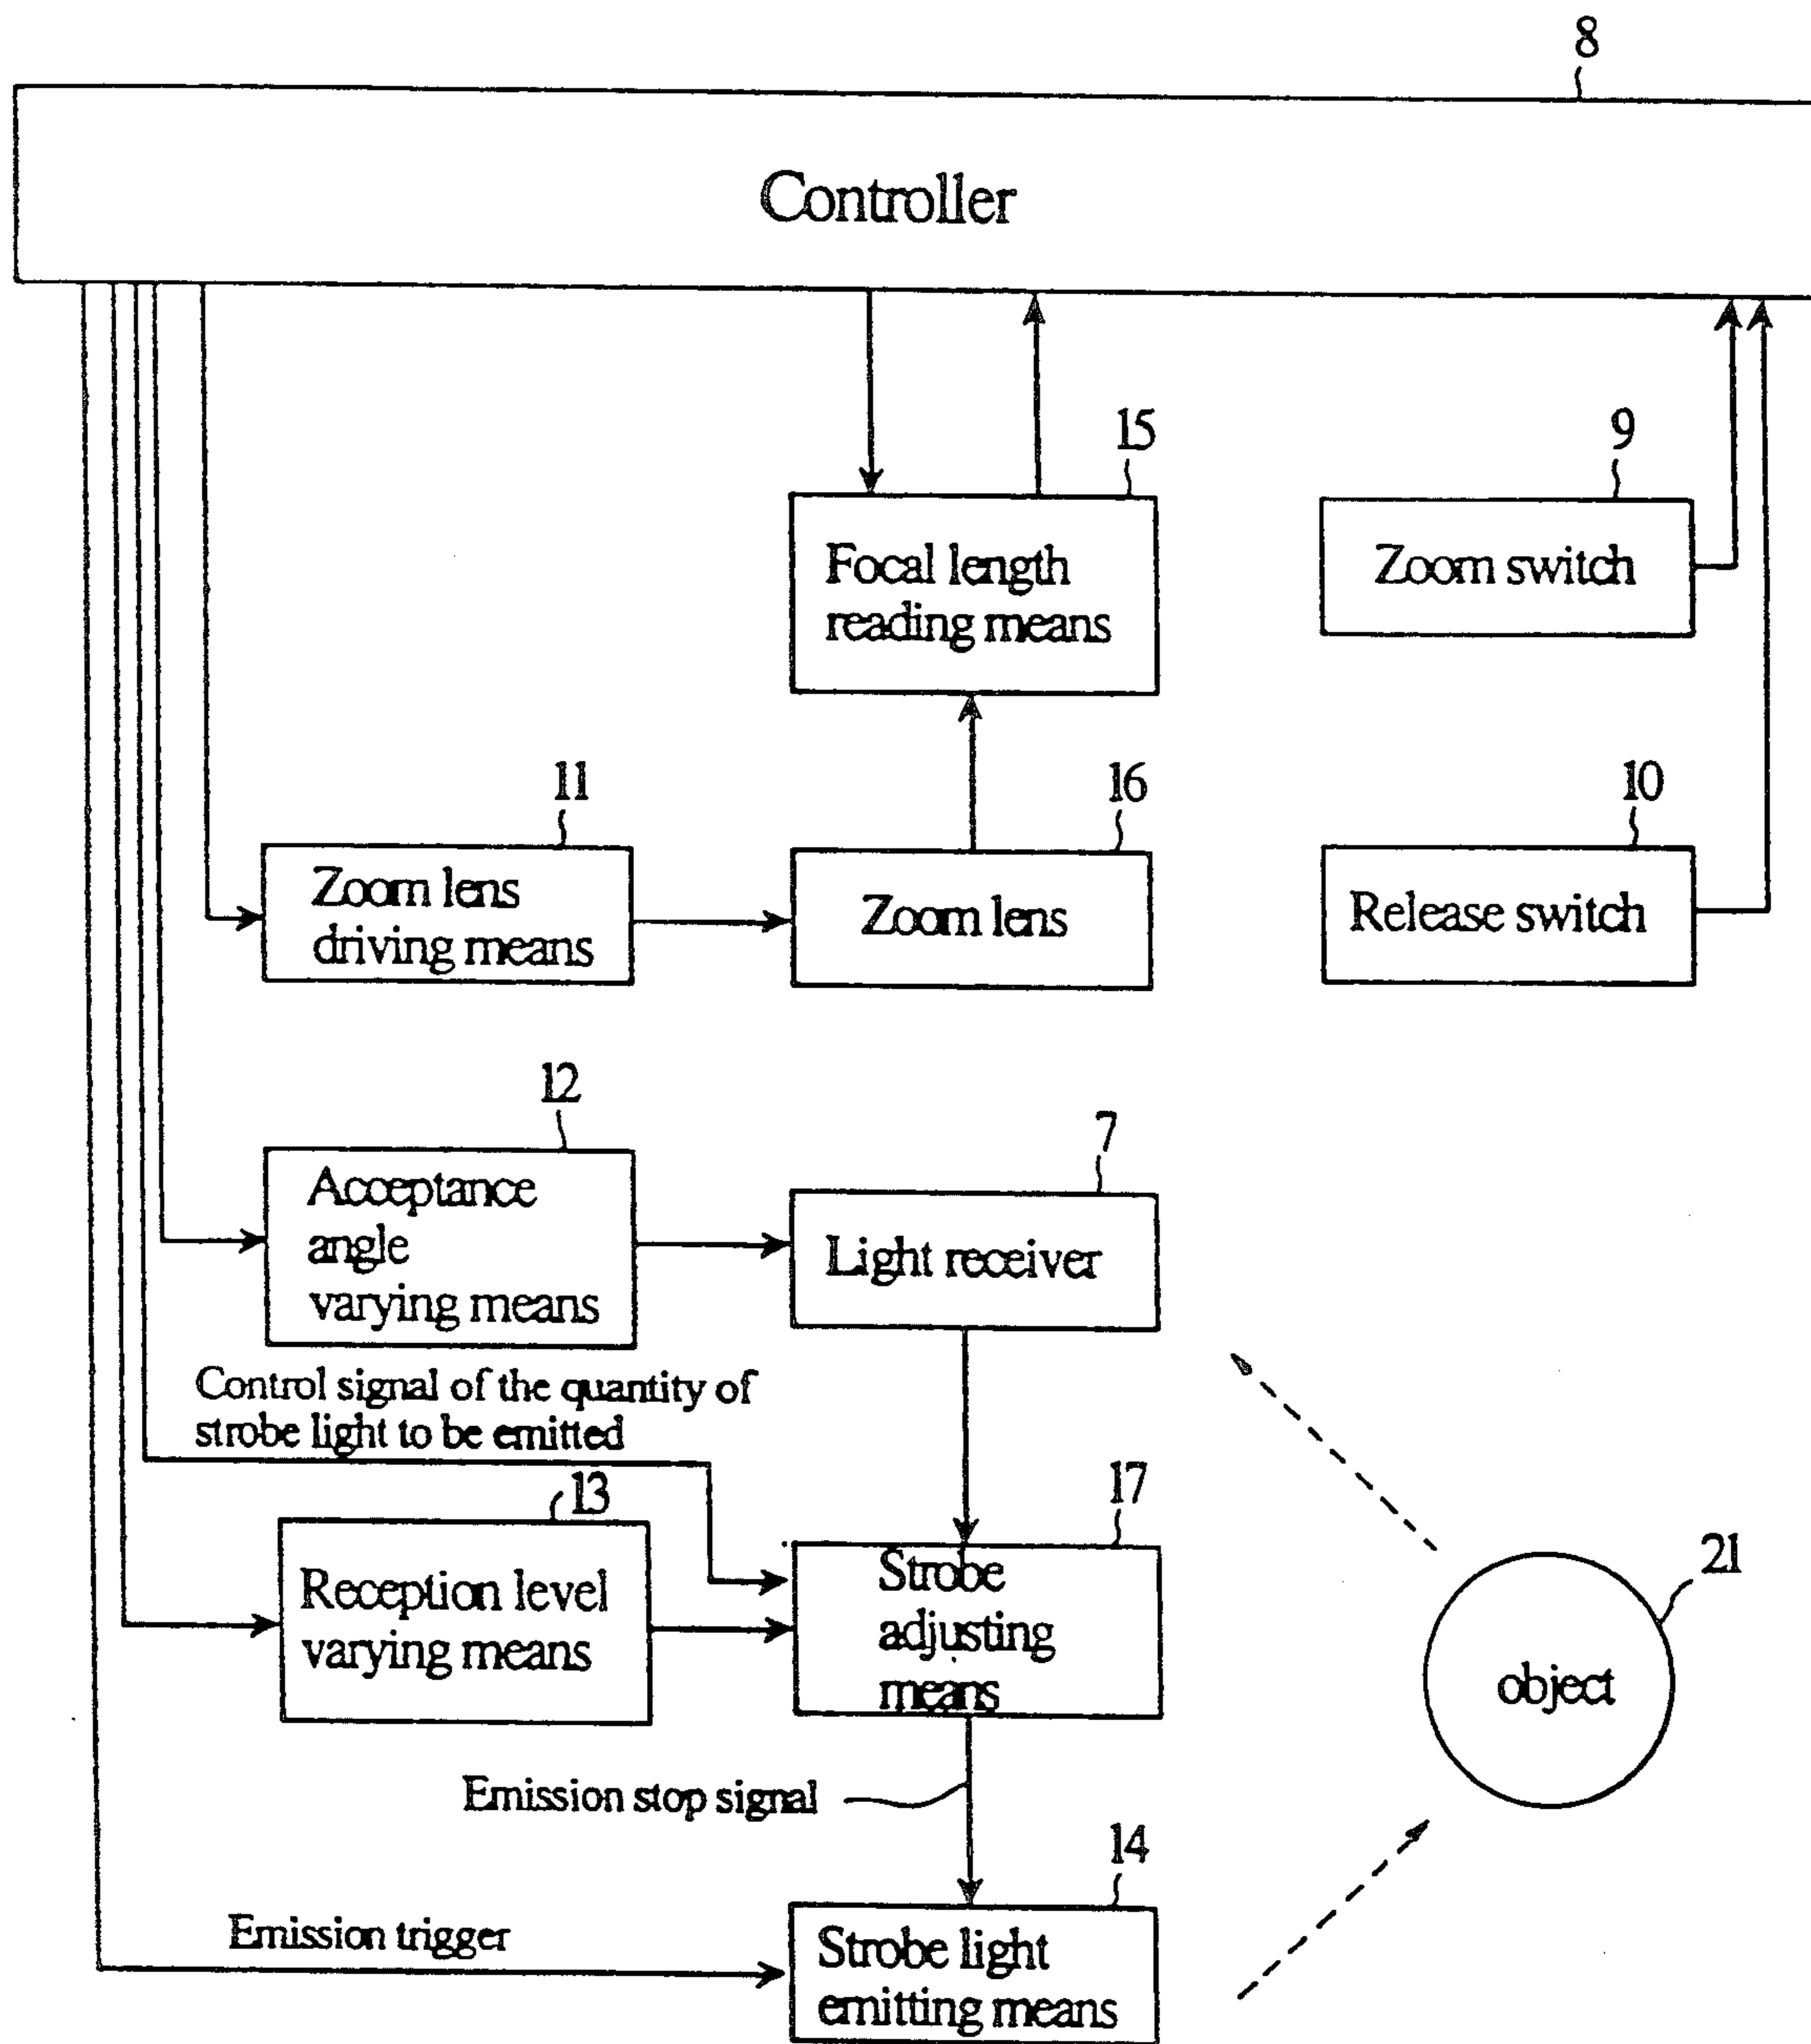 8
Controller
15
Focal length
reading means
9
Zoom switch
11
Zoom lens
driving means
16
Zoom lens
10
Release switch
12
Acceptance
angle
varying means
7
Light receiver
Control signal of the quantity of
strobe light to be emitted
13
Reception level
varying means
17
Strobe
adjusting
means
21
object
Emission stop signal
14
Emission trigger
Strobe light
emitting means